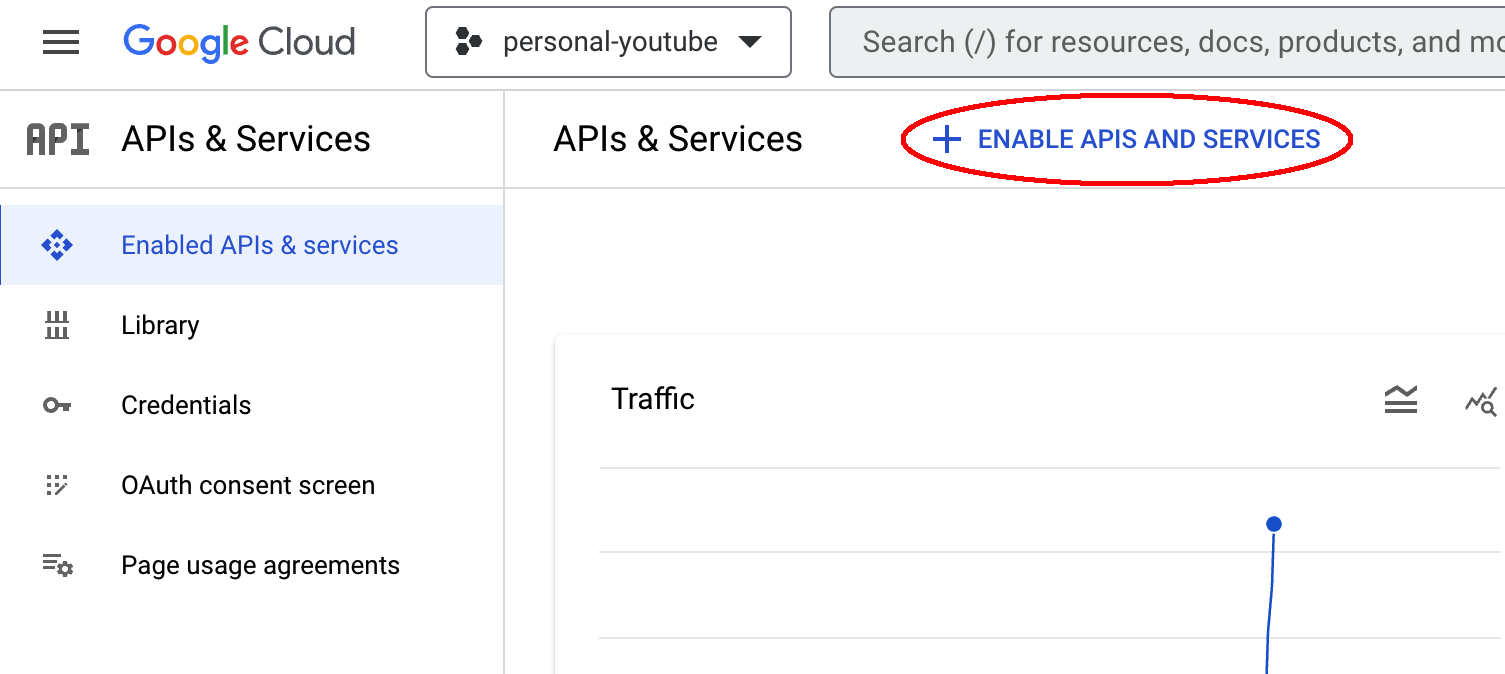 Google Cloud
personal-youtube
Search (/) for resources, docs, products, and mo
API APIs & Services
APIs & Services
ENABLE APIS AND SERVICES
Enabled APIs & services
Library
Credentials
OAuth consent screen
Page usage agreements
Traffic